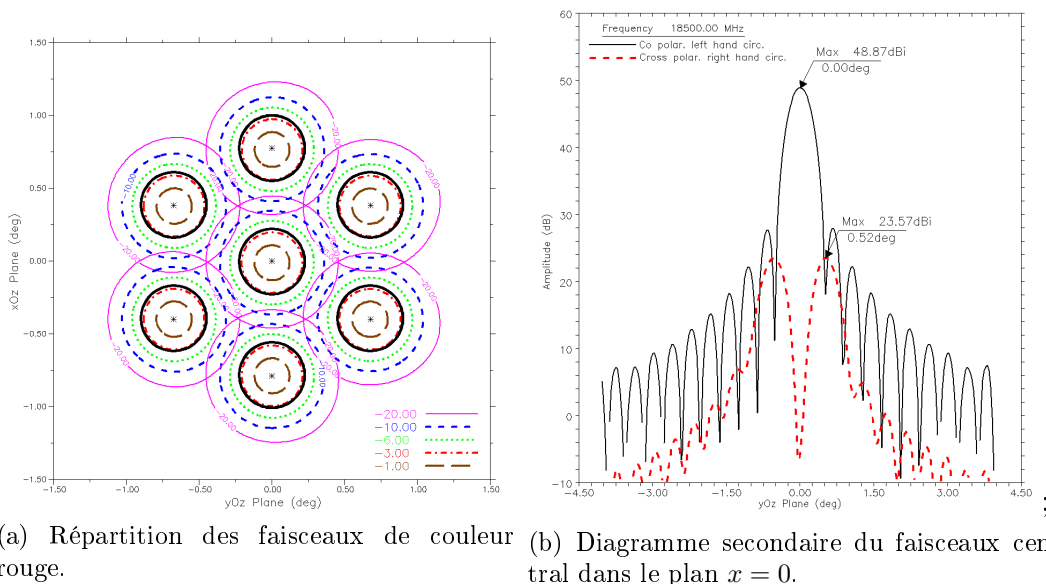 1.50
1.00
0.50
0.00
-0.50
-1.00
-1.50
xOz Plane (deg)
-1.50 -1.00 -0.50 0.00 0.50 1.00 1.50
yOz Plane (deg)
-20.00
-10.00
-6.00
-3.00
-1.00
60
50
40
30
20
10
0
-10
Amplitude (dB)
Frequency 18500.00 MHz
Co polar. left hand circ.
Cross polar. right hand circ.
Max 48.87dBi
0.00deg
Max 23.57dBi
0.52deg
-4.50 -3.00 -1.50 0.00 1.50 3.00 4.50
yOz Plane (deg)
;
(a) Répartition des faisceaux de couleur
rouge.
(b) Diagramme secondaire du faisceaux cen
tral dans le plan x = 0.